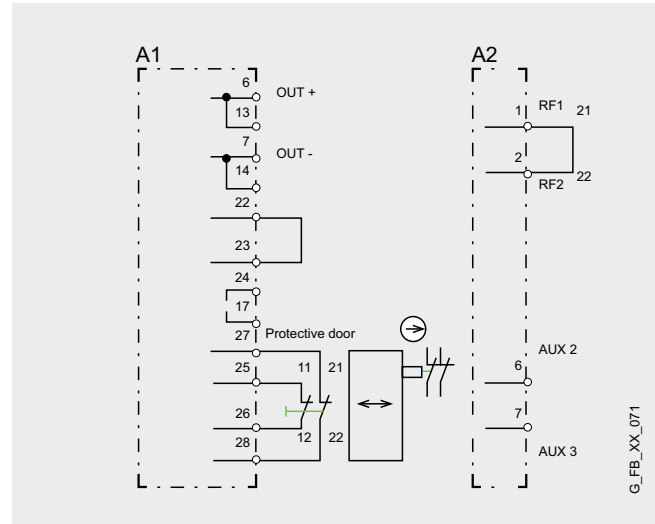 A1
A2
6
OUT +
13
7
OUT -
14
22
23
24
17
27
Protective door
25
11
21
26
12
22
28
1
RF1
21
2
RF2
22
AUX 2
6
7
AUX 3
G_FB_XX_071